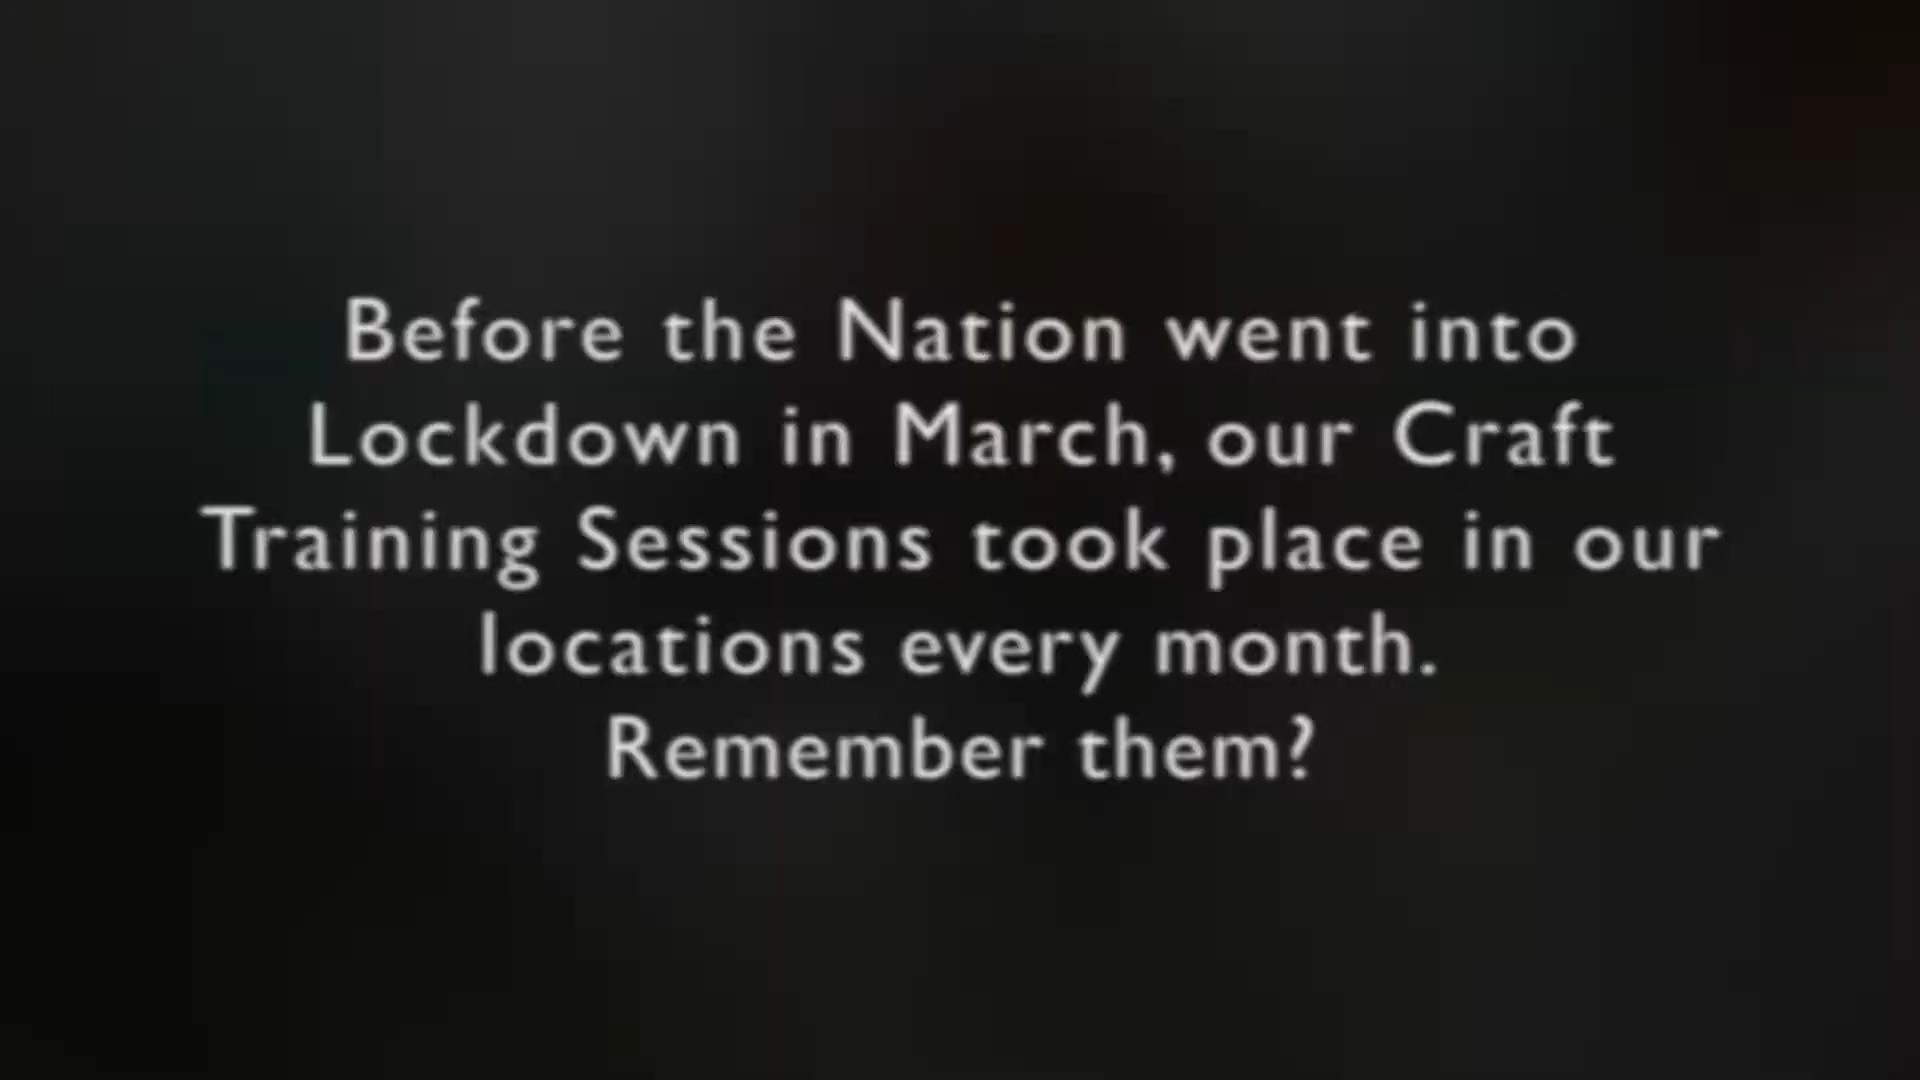 Before the Nation went into
Lockdown in March, our Craft
Training Sessions took place in our
locations every month.
Remember them?